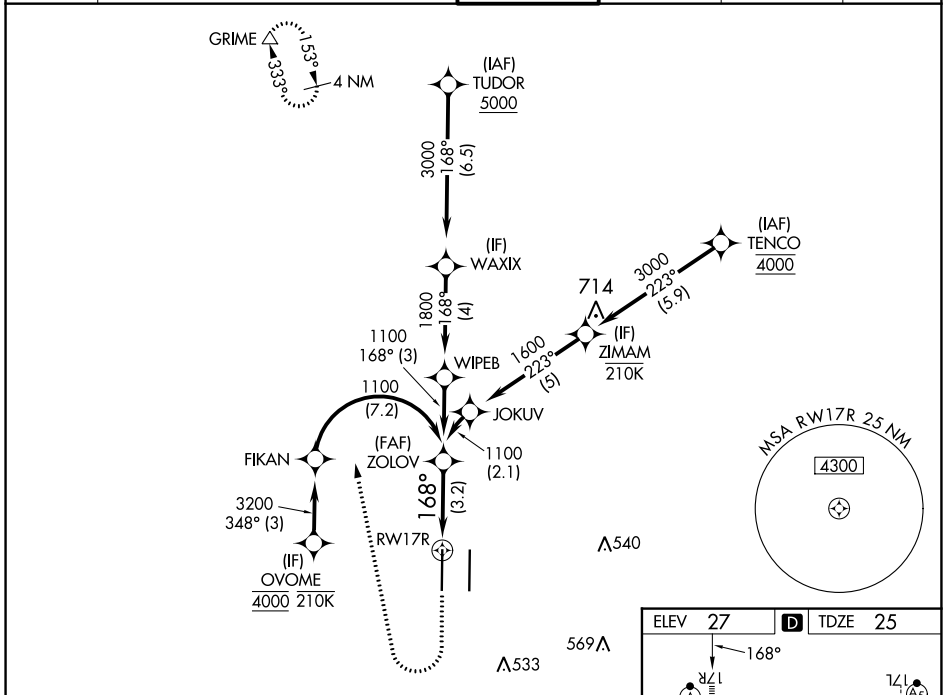 GRIME
153°
333°
4 NM
(IAF)
TUDOR
5000
3000
168°
(6.5)
(IF)
WAXIX
(IAF)
TENCO
4000
3000
223°
(5.9)
714
(IF)
ZIMAM
210K
1800
168°
(4)
1100
168° (3)
WIPEB
1600
223°
(5)
1100
(7.2)
JOKUV
FIKAN
(FAF)
ZOLOV
1100
(2.1)
MSA RW17R 25 NM
4300
3200
348° (3)
168°
(3.2)
(IF)
OVOME
4000 210K
RW17R
540
569
533
ELEV 27
D
TDZE 25
168°
17R
17L
A
A5